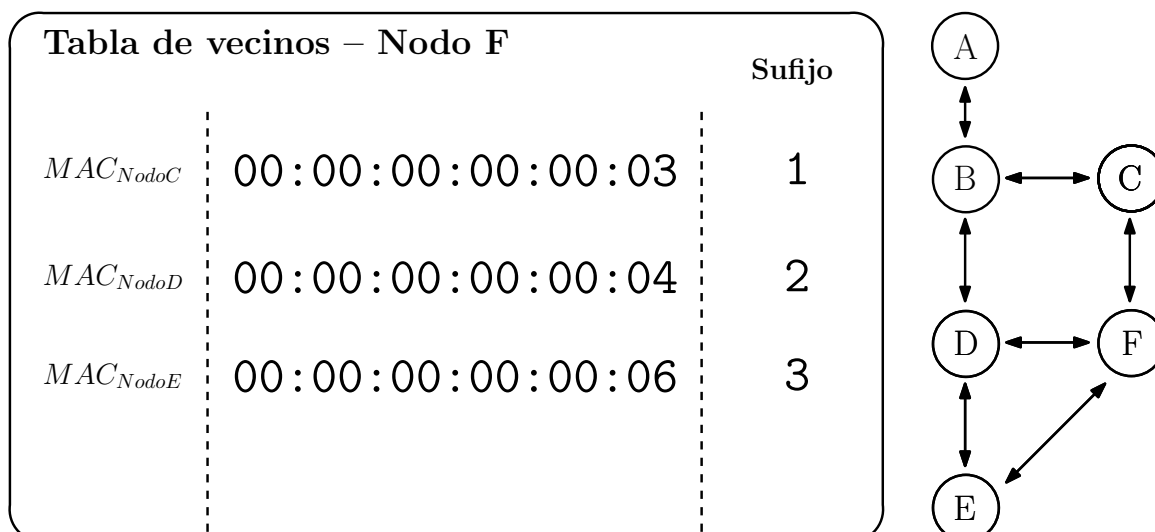 Tabla de vecinos – Nodo F
Sufijo
MAC_NodoC 00:00:00:00:00:03 1
MAC_NodoD 00:00:00:00:00:04 2
MAC_NodoE 00:00:00:00:00:06 3
A
B C
D F
E